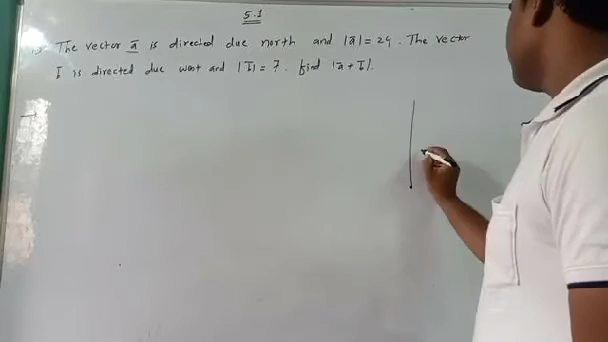 5.1
1) The vector a̅ is directed due north and |a̅| = 24. The vector
b̅ is directed due west and |b̅| = 7. find |a̅ + b̅|.